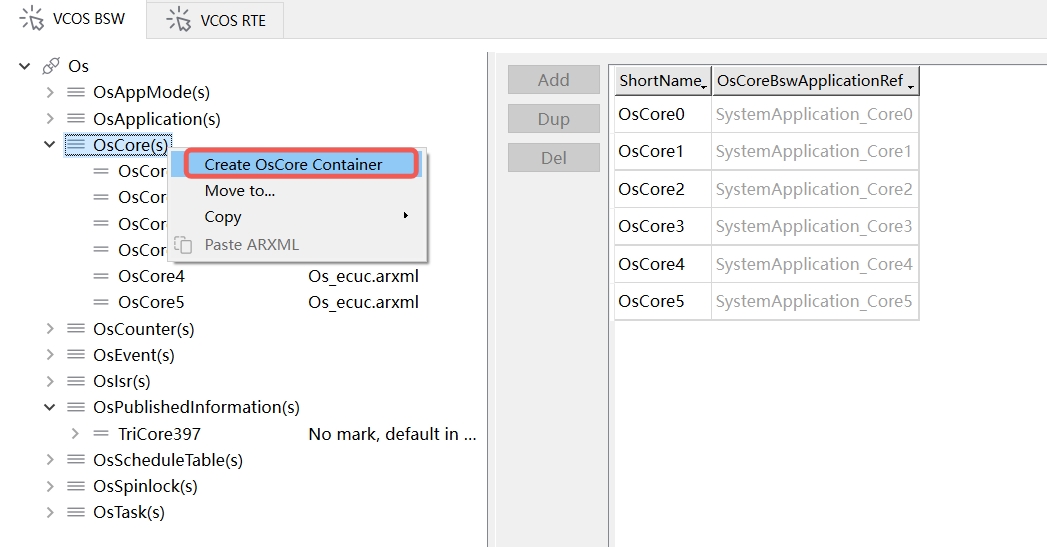 VCOS BSW
VCOS RTE
Os
OsAppMode(s)
OsApplication(s)
OsCore(s)
OsCor
OsCor
OsCor
OsCor
OsCore4 Os_ecuc.arxml
OsCore5 Os_ecuc.arxml
OsCounter(s)
OsEvent(s)
OsIsr(s)
OsPublishedInformation(s)
TriCore397 No mark, default in ...
OsScheduleTable(s)
OsSpinlock(s)
OsTask(s)
Create OsCore Container
Move to...
Copy
Paste ARXML
Add
Dup
Del
ShortName OsCoreBswApplicationRef
OsCore0 SystemApplication_Core0
OsCore1 SystemApplication_Core1
OsCore2 SystemApplication_Core2
OsCore3 SystemApplication_Core3
OsCore4 SystemApplication_Core4
OsCore5 SystemApplication_Core5